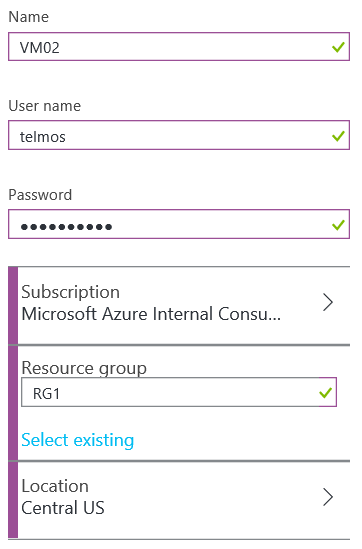 Name
VM02
User name
telmos
Password
••••••••••
Subscription
Microsoft Azure Internal Consu...
Resource group
RG1
Select existing
Location
Central US